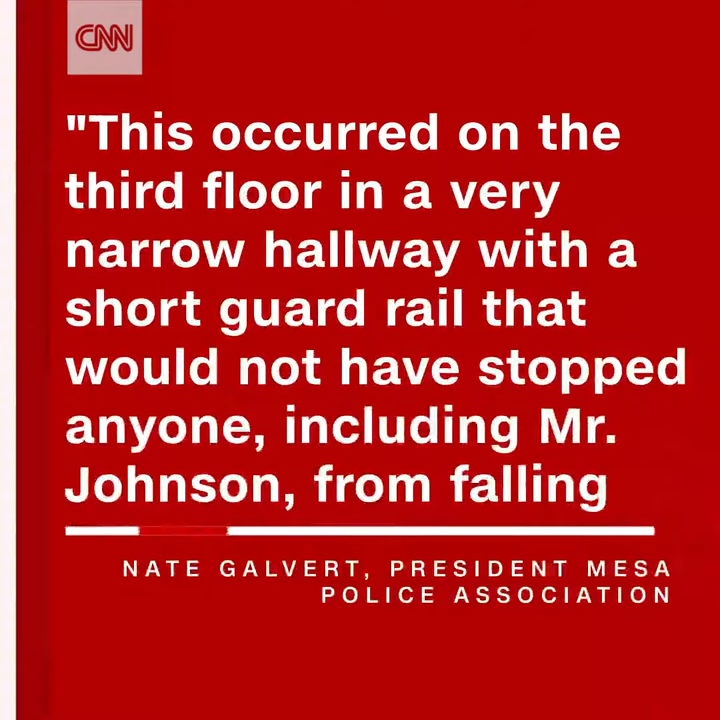 CNN
"This occurred on the
third floor in a very
narrow hallway with a
short guard rail that
would not have stopped
anyone, including Mr.
Johnson, from falling
NATE GALVERT, PRESIDENT MESA
POLICE ASSOCIATION